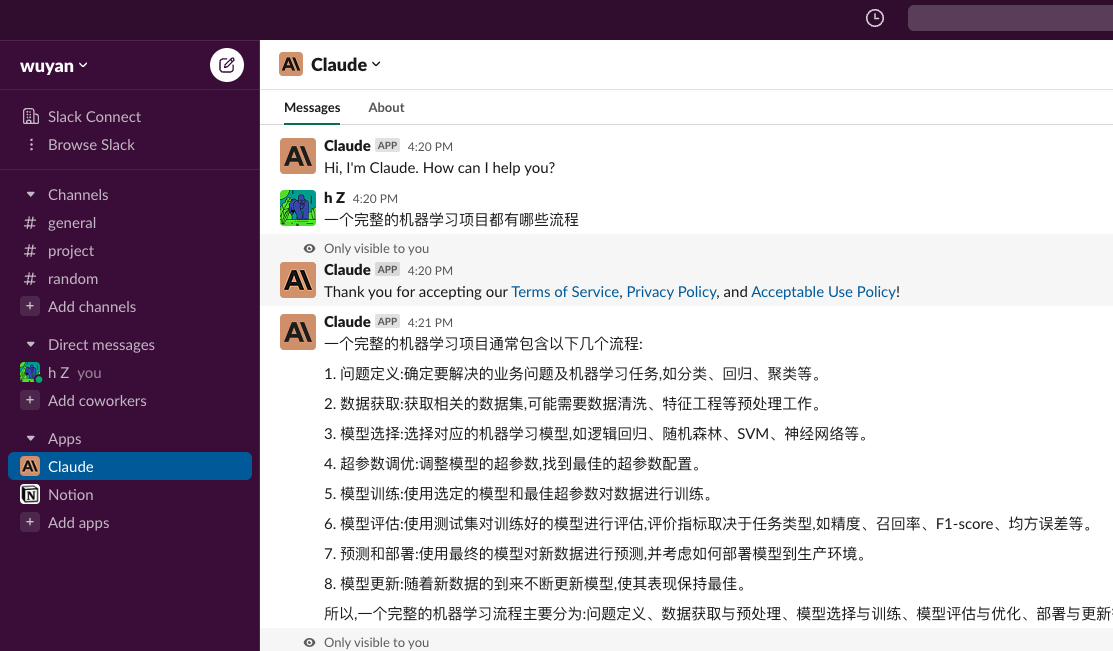 wuyan
Claude
Slack Connect
Browse Slack
Messages About
Claude APP 4:20 PM
Hi, I'm Claude. How can I help you?
Channels
# general
# project
# random
+ Add channels
h Z 4:20 PM
一个完整的机器学习项目都有哪些流程
Only visible to you
Claude APP 4:20 PM
Thank you for accepting our Terms of Service, Privacy Policy, and Acceptable Use Policy!
Direct messages
h Z you
+ Add coworkers
Apps
Claude
Notion
+ Add apps
Claude APP 4:21 PM
一个完整的机器学习项目通常包含以下几个流程:
1. 问题定义:确定要解决的业务问题及机器学习任务,如分类、回归、聚类等。
2. 数据获取:获取相关的数据集,可能需要数据清洗、特征工程等预处理工作。
3. 模型选择:选择对应的机器学习模型,如逻辑回归、随机森林、SVM、神经网络等。
4. 超参数调优:调整模型的超参数,找到最佳的超参数配置。
5. 模型训练:使用选定的模型和最佳超参数对数据进行训练。
6. 模型评估:使用测试集对训练好的模型进行评估,评价指标取决于任务类型,如精度、召回率、F1-score、均方误差等。
7. 预测和部署:使用最终的模型对新数据进行预测,并考虑如何部署模型到生产环境。
8. 模型更新:随着新数据的到来不断更新模型,使其表现保持最佳。
所以,一个完整的机器学习流程主要分为:问题定义、数据获取与预处理、模型选择与训练、模型评估与优化、部署与更新
Only visible to you